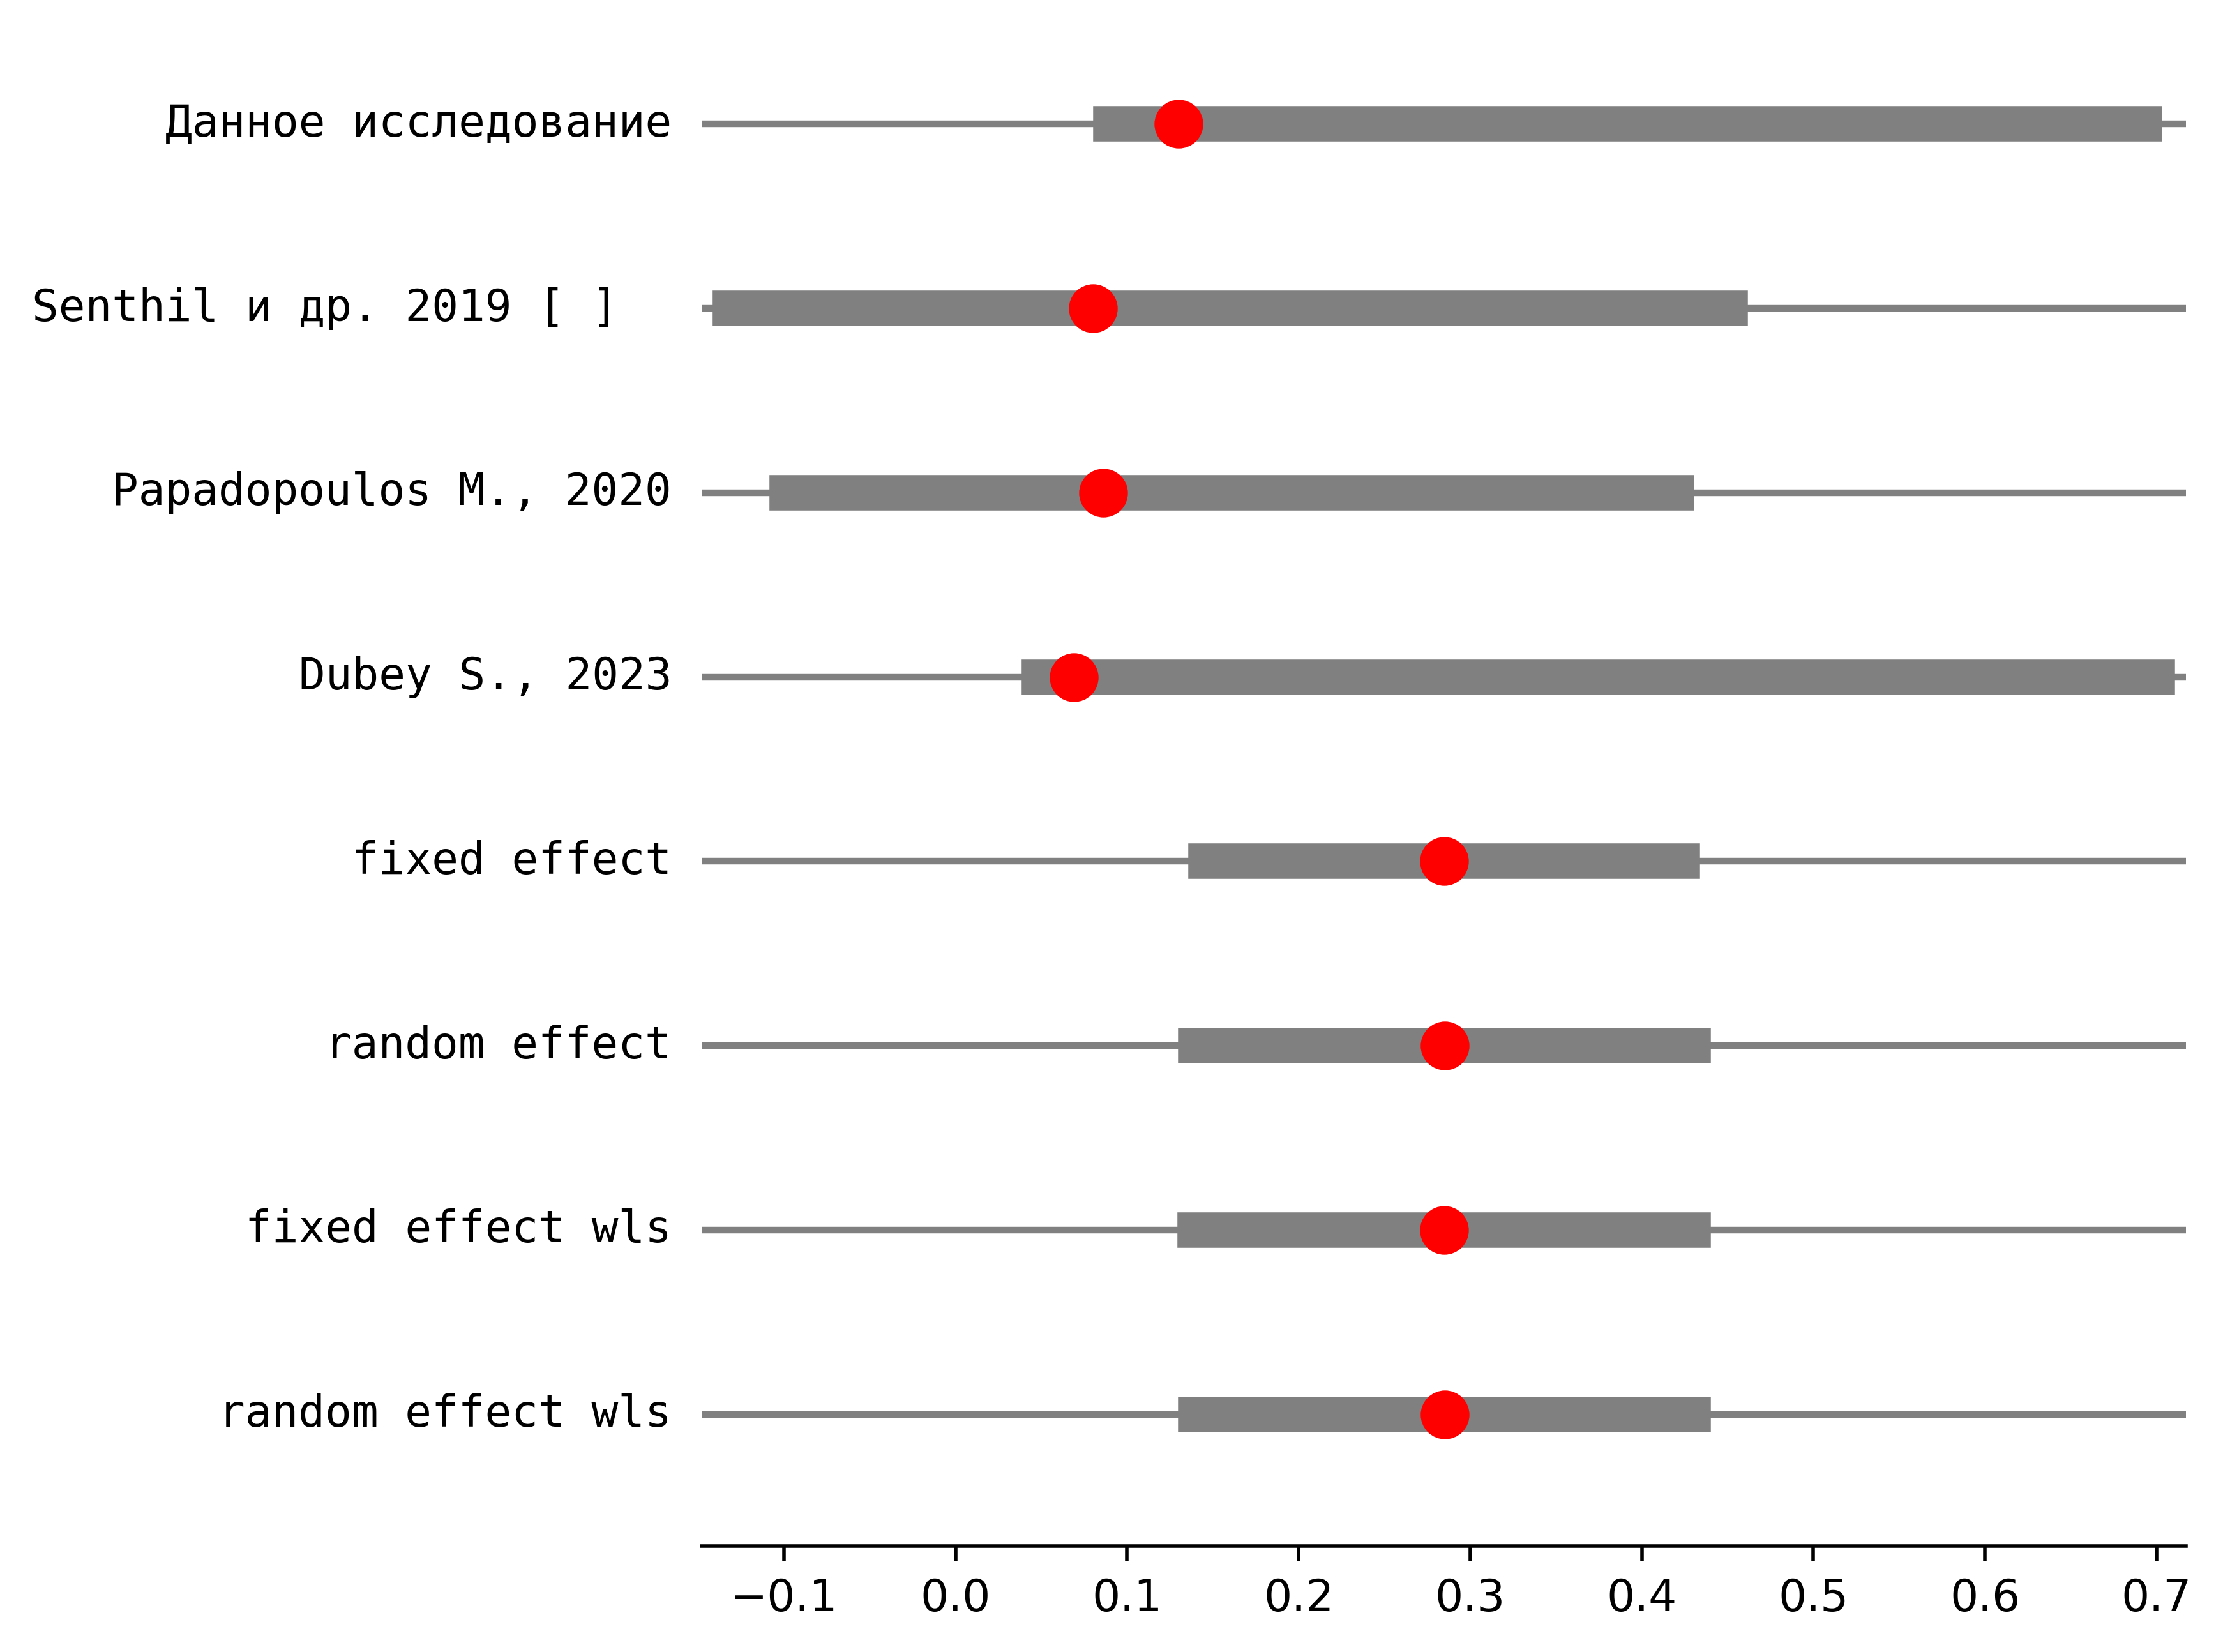 Данное исследование
Senthil и др. 2019 [ ]
Papadopoulos M., 2020
Dubey S., 2023
fixed effect
random effect
fixed effect wls
random effect wls
−0.1 0.0 0.1 0.2 0.3 0.4 0.5 0.6 0.7